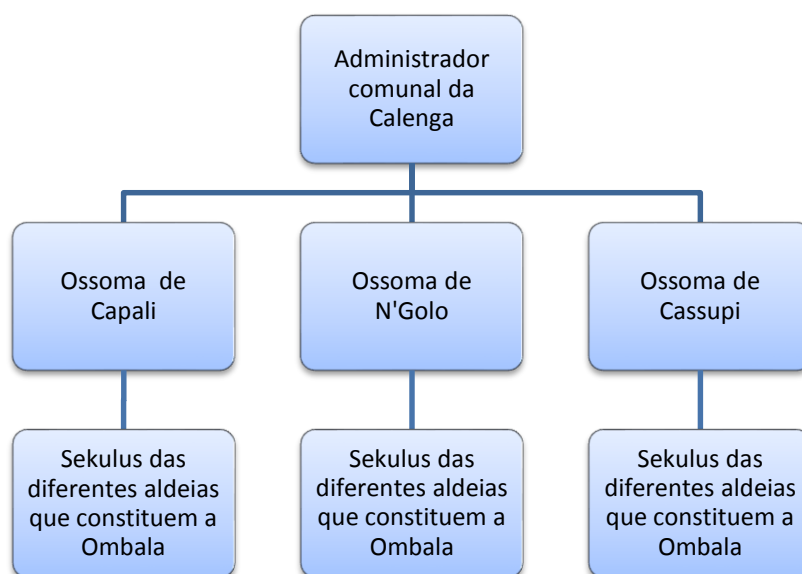 Administrador
comunal da
Calenga
Ossoma de
Capali
Ossoma de
N'Golo
Ossoma de
Cassupi
Sekulus das
diferentes aldeias
que constituem a
Ombala
Sekulus das
diferentes aldeias
que constituem a
Ombala
Sekulus das
diferentes aldeias
que constituem a
Ombala